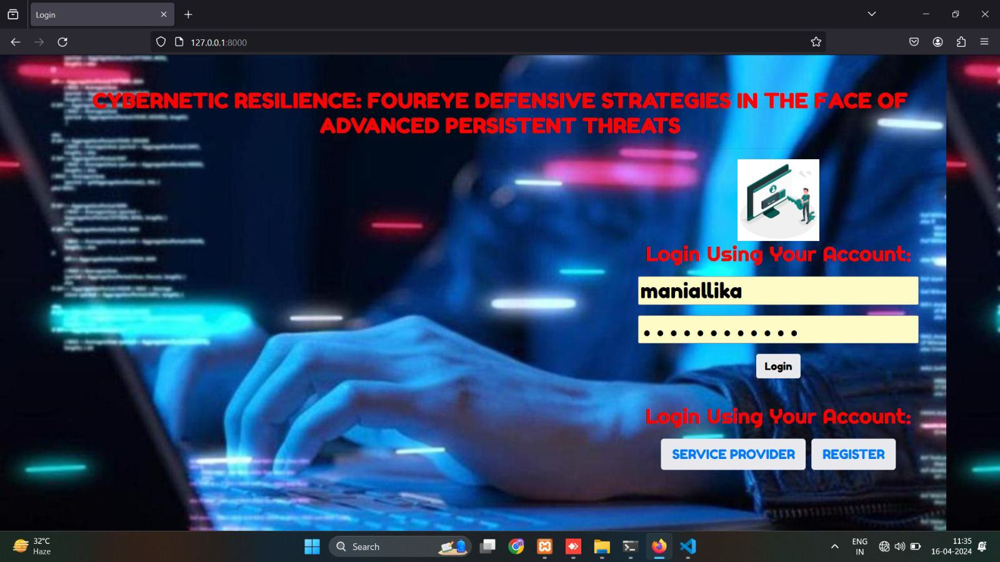 Login
127.0.0.1:8000
CYBERNETIC RESILIENCE: FOUREYE DEFENSIVE STRATEGIES IN THE FACE OF
ADVANCED PERSISTENT THREATS
Login Using Your Account:
maniallika
Login
Login Using Your Account:
SERVICE PROVIDER
REGISTER
32°C
Haze
Search
ENG
IN
11:35
16-04-2024